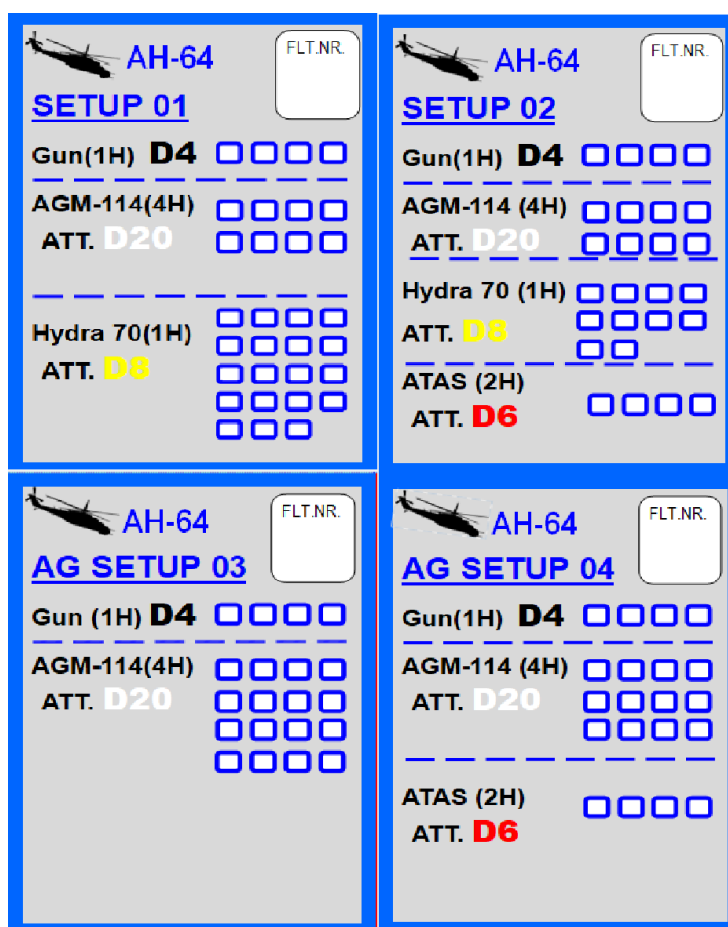 AH-64
FLT.NR.
SETUP 01
Gun(1H) D4
AGM-114(4H)
ATT. D20
Hydra 70(1H)
ATT. D8
AH-64
FLT.NR.
SETUP 02
Gun(1H) D4
AGM-114 (4H)
ATT. D20
Hydra 70 (1H)
ATT. D8
ATAS (2H)
ATT. D6
AH-64
FLT.NR.
AG SETUP 03
Gun (1H) D4
AGM-114(4H)
ATT. D20
AH-64
FLT.NR.
AG SETUP 04
Gun(1H) D4
AGM-114 (4H)
ATT. D20
ATAS (2H)
ATT. D6